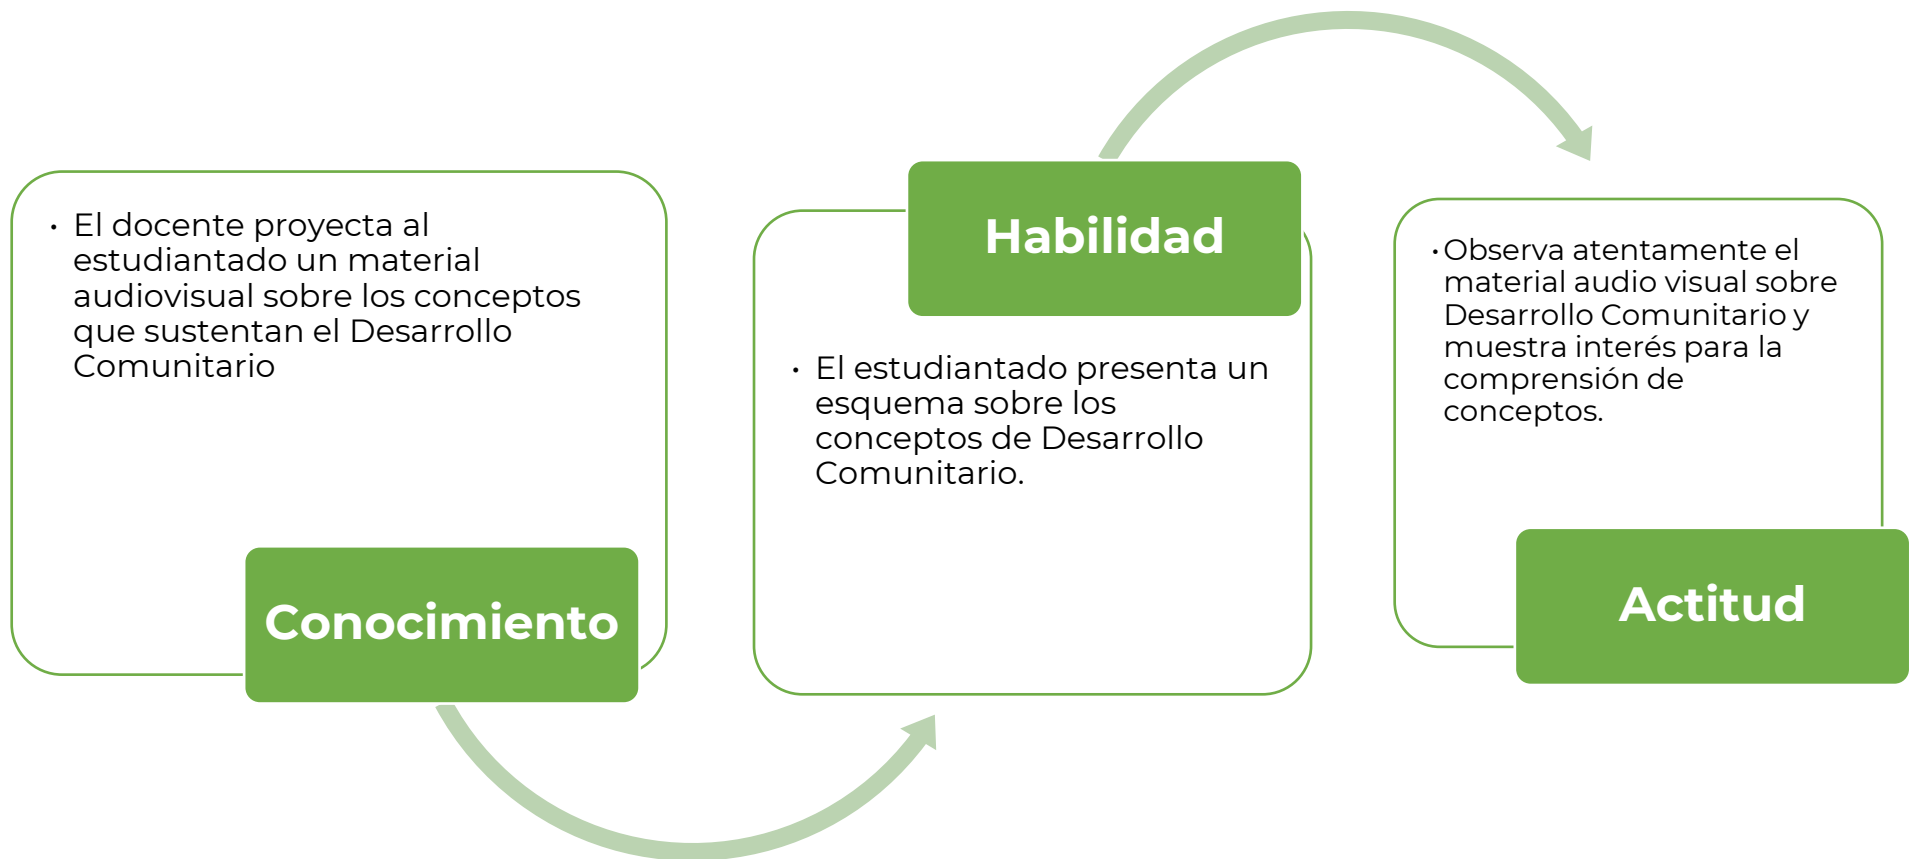 · El docente proyecta al
estudiantado un material
audiovisual sobre los conceptos
que sustentan el Desarrollo
Comunitario
Conocimiento
Habilidad
· El estudiantado presenta un
esquema sobre los
conceptos de Desarrollo
Comunitario.
· Observa atentamente el
material audio visual sobre
Desarrollo Comunitario y
muestra interés para la
comprensión de
conceptos.
Actitud